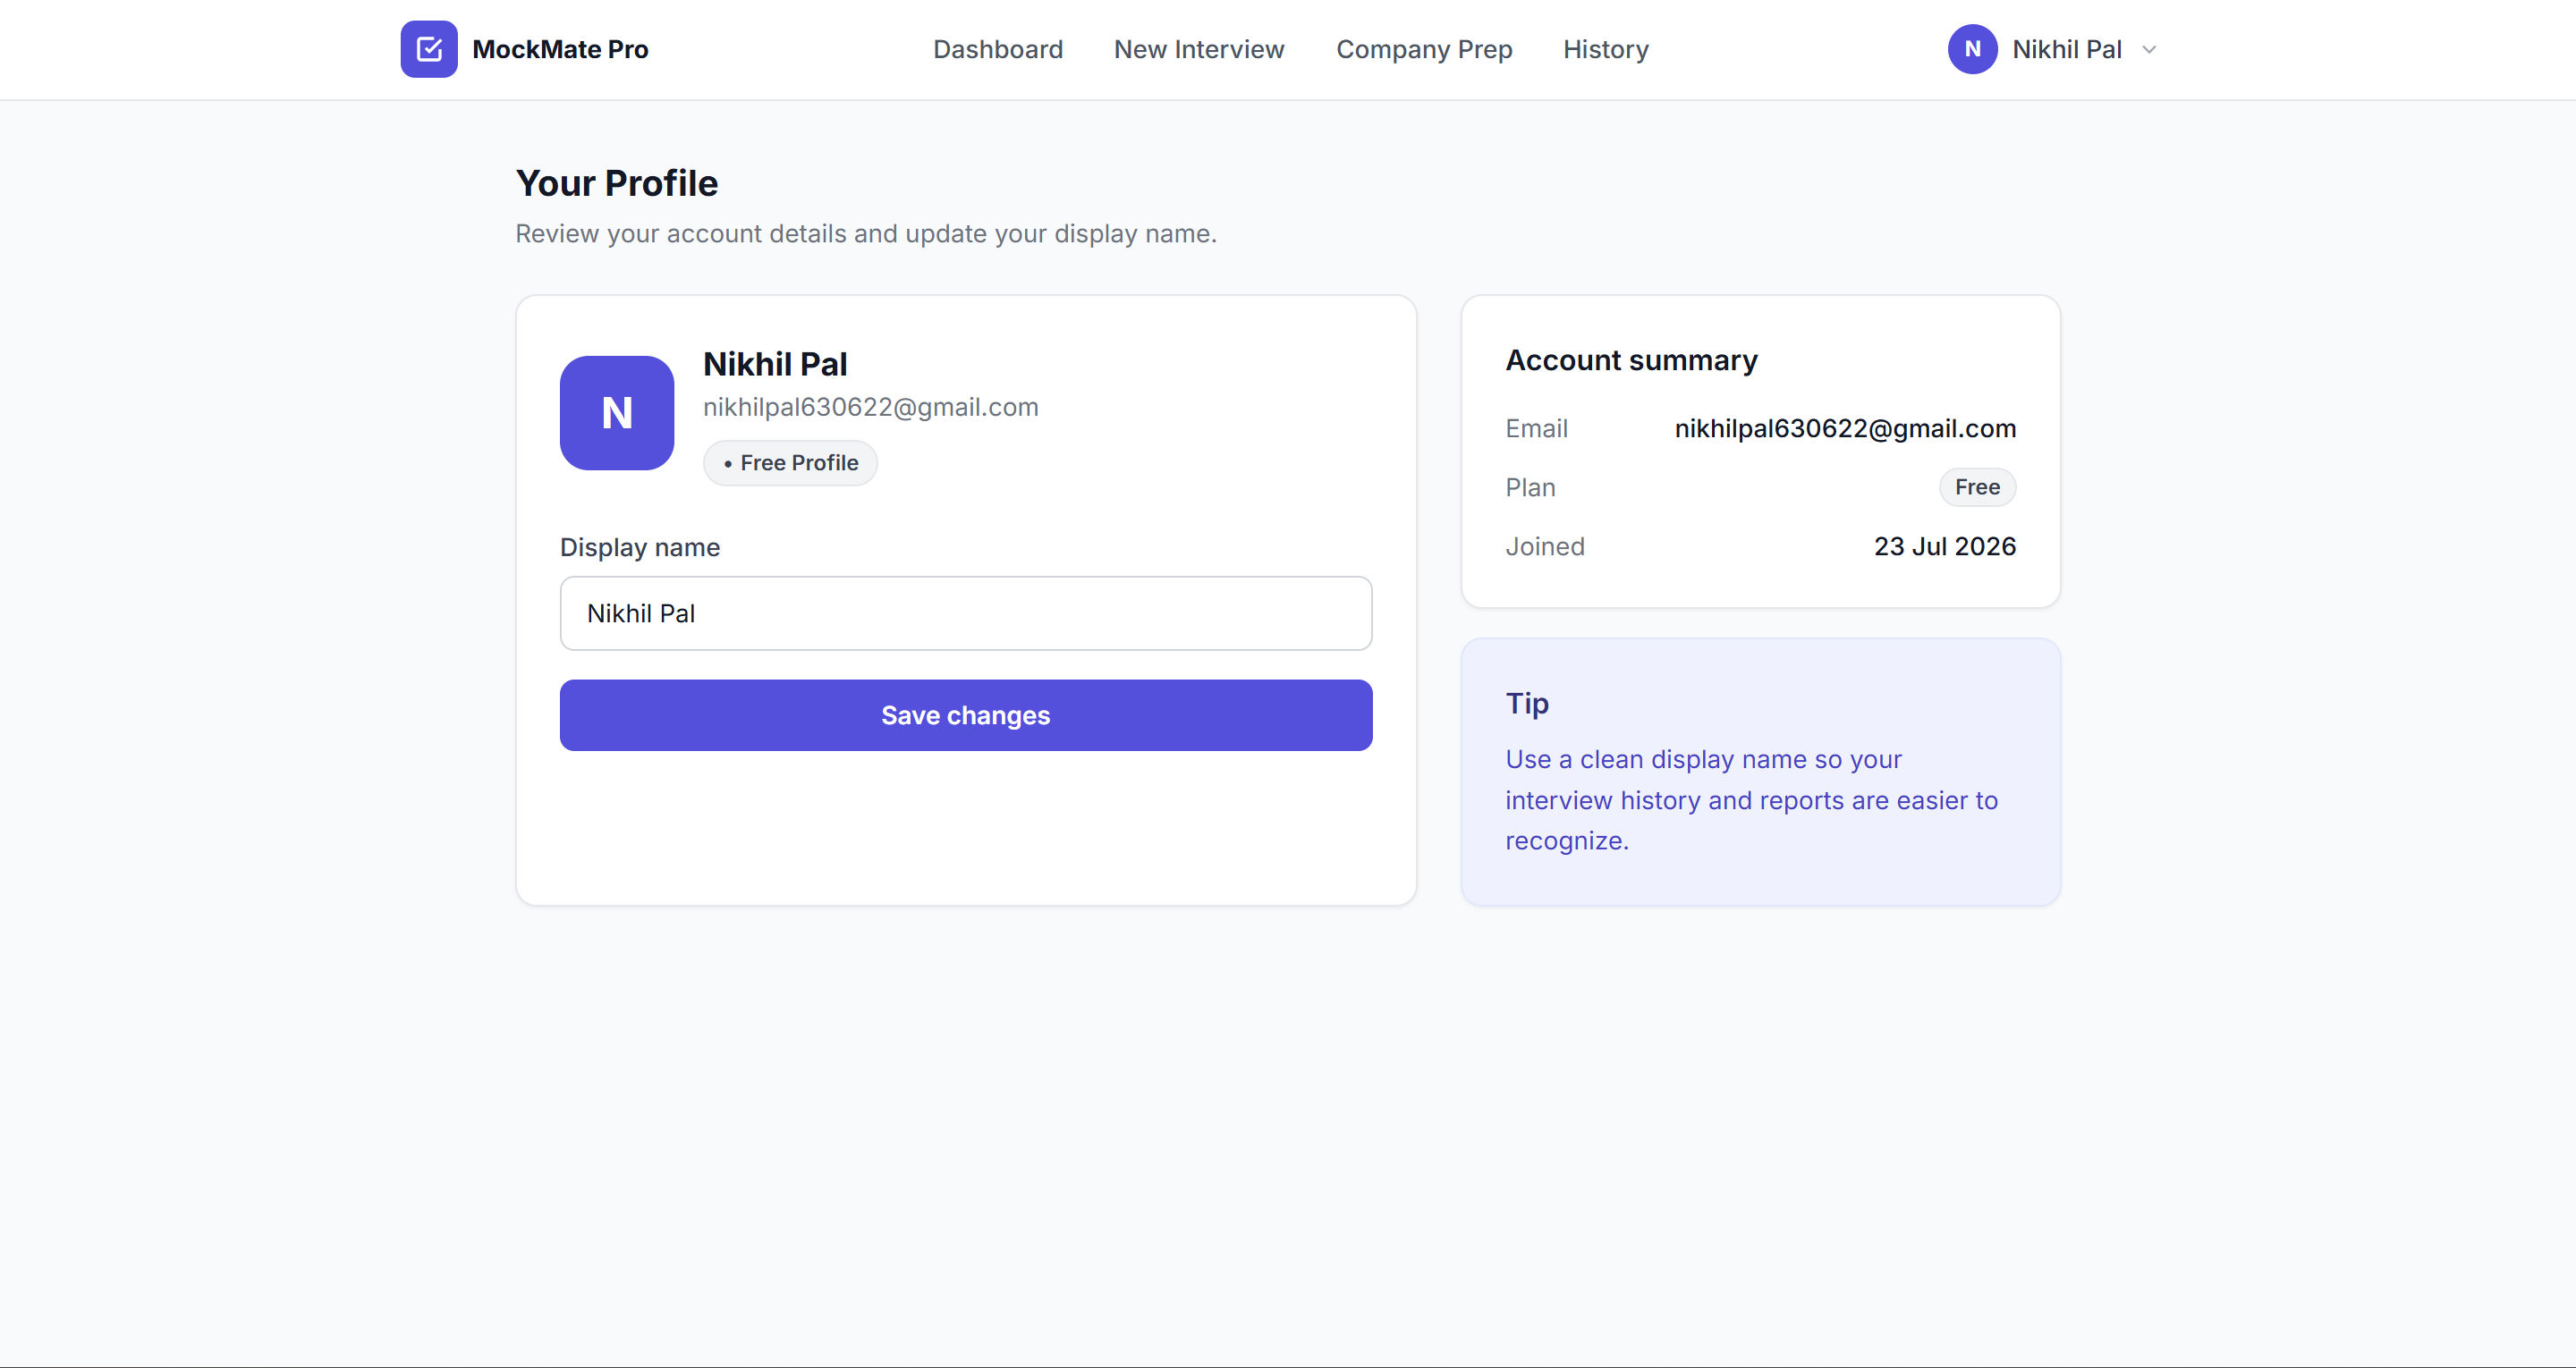 MockMate Pro
Dashboard
New Interview
Company Prep
History
N
Nikhil Pal
Your Profile
Review your account details and update your display name.
N
Nikhil Pal
nikhilpal630622@gmail.com
• Free Profile
Display name
Nikhil Pal
Save changes
Account summary
Email nikhilpal630622@gmail.com
Plan Free
Joined 23 Jul 2026
Tip
Use a clean display name so your
interview history and reports are easier to
recognize.